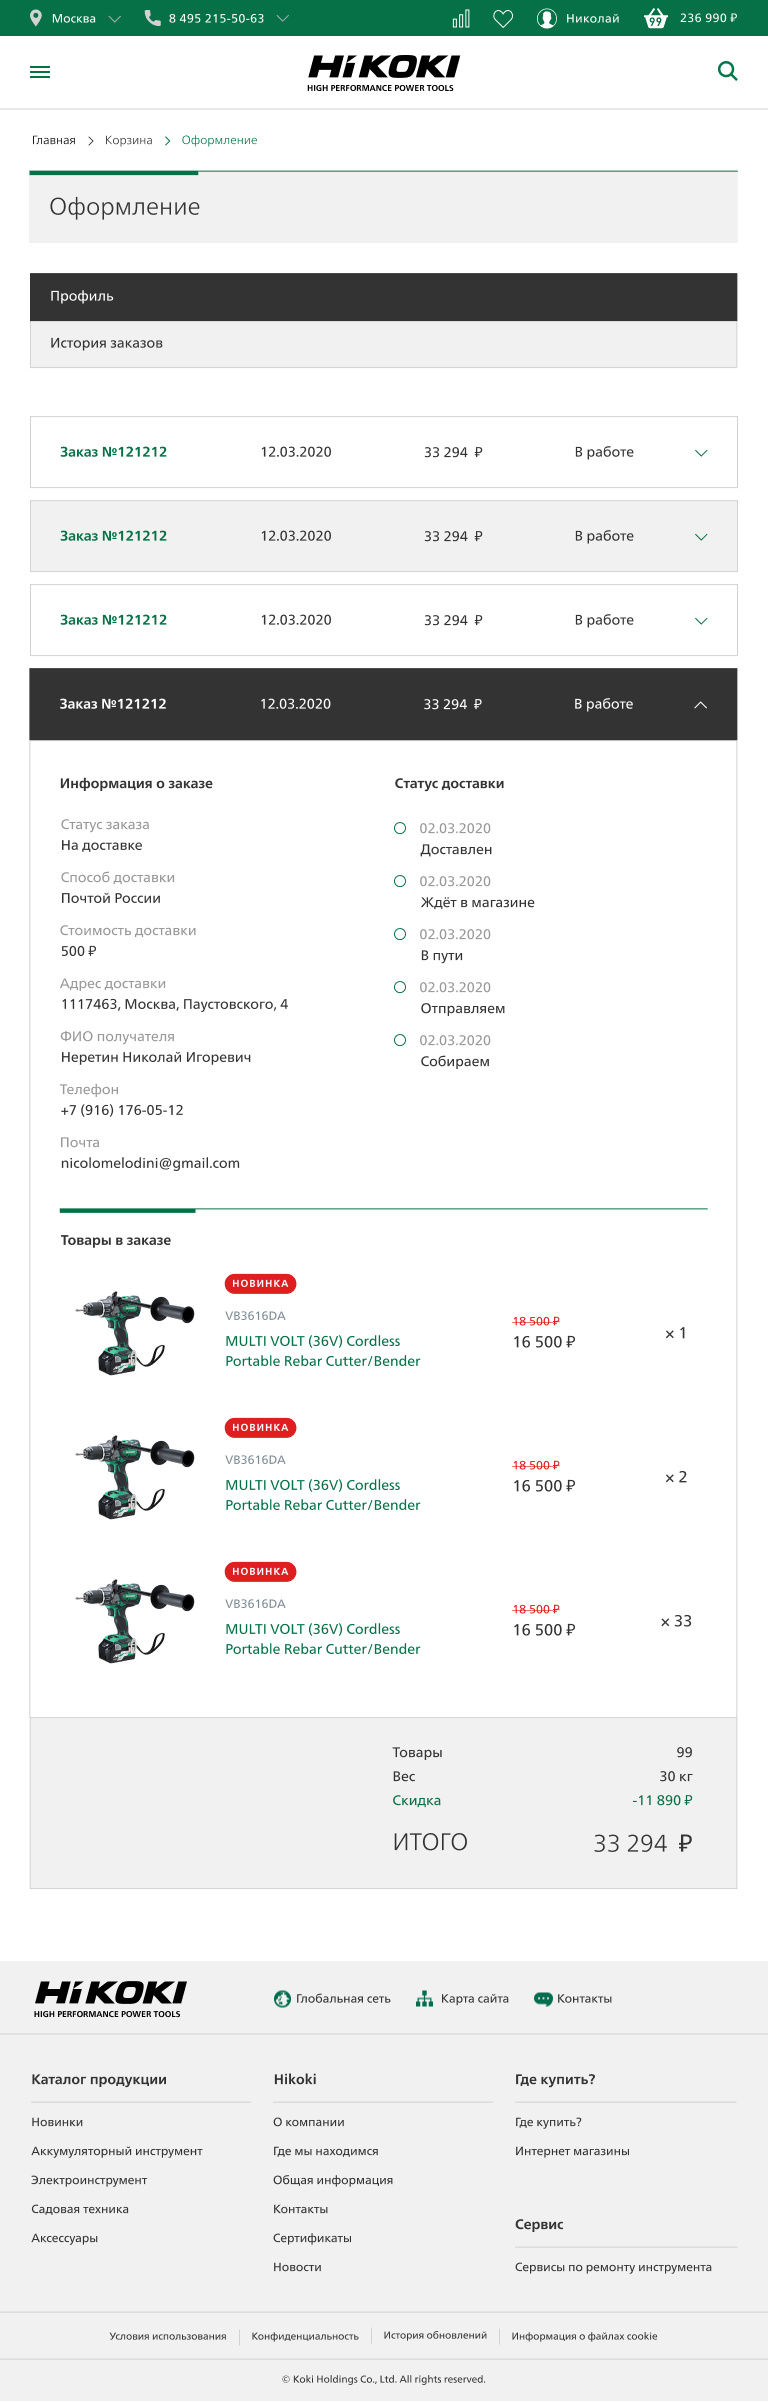 Москва
8 495 215-50-63
99
Николай
236 990 ₽
HiKOKI
HIGH PERFORMANCE POWER TOOLS
Главная
Корзина
Оформление
Оформление
Профиль
История заказов
Заказ №121212 12.03.2020 33 294 ₽ В работе
Заказ №121212 12.03.2020 33 294 ₽ В работе
Заказ №121212 12.03.2020 33 294 ₽ В работе
Заказ №121212 12.03.2020 33 294 ₽ В работе
Информация о заказе
Статус заказа
На доставке
Способ доставки
Почтой России
Стоимость доставки
500 ₽
Адрес доставки
1117463, Москва, Паустовского, 4
ФИО получателя
Неретин Николай Игоревич
Телефон
+7 (916) 176-05-12
Почта
nicolomelodini@gmail.com
Статус доставки
02.03.2020
Доставлен
02.03.2020
Ждёт в магазине
02.03.2020
В пути
02.03.2020
Отправляем
02.03.2020
Собираем
Товары в заказе
НОВИНКА
VB3616DA
MULTI VOLT (36V) Cordless
Portable Rebar Cutter/Bender
18 500 ₽
16 500 ₽
× 1
НОВИНКА
VB3616DA
MULTI VOLT (36V) Cordless
Portable Rebar Cutter/Bender
18 500 ₽
16 500 ₽
× 2
НОВИНКА
VB3616DA
MULTI VOLT (36V) Cordless
Portable Rebar Cutter/Bender
18 500 ₽
16 500 ₽
× 33
Товары 99
Вес 30 кг
Скидка -11 890 ₽
ИТОГО 33 294 ₽
HiKOKI
HIGH PERFORMANCE POWER TOOLS
Глобальная сеть
Карта сайта
Контакты
Каталог продукции
Новинки
Аккумуляторный инструмент
Электроинструмент
Садовая техника
Аксессуары
Hikoki
О компании
Где мы находимся
Общая информация
Контакты
Сертификаты
Новости
Где купить?
Где купить?
Интернет магазины
Сервис
Сервисы по ремонту инструмента
Условия использования
Конфиденциальность
История обновлений
Информация о файлах cookie
© Koki Holdings Co., Ltd. All rights reserved.